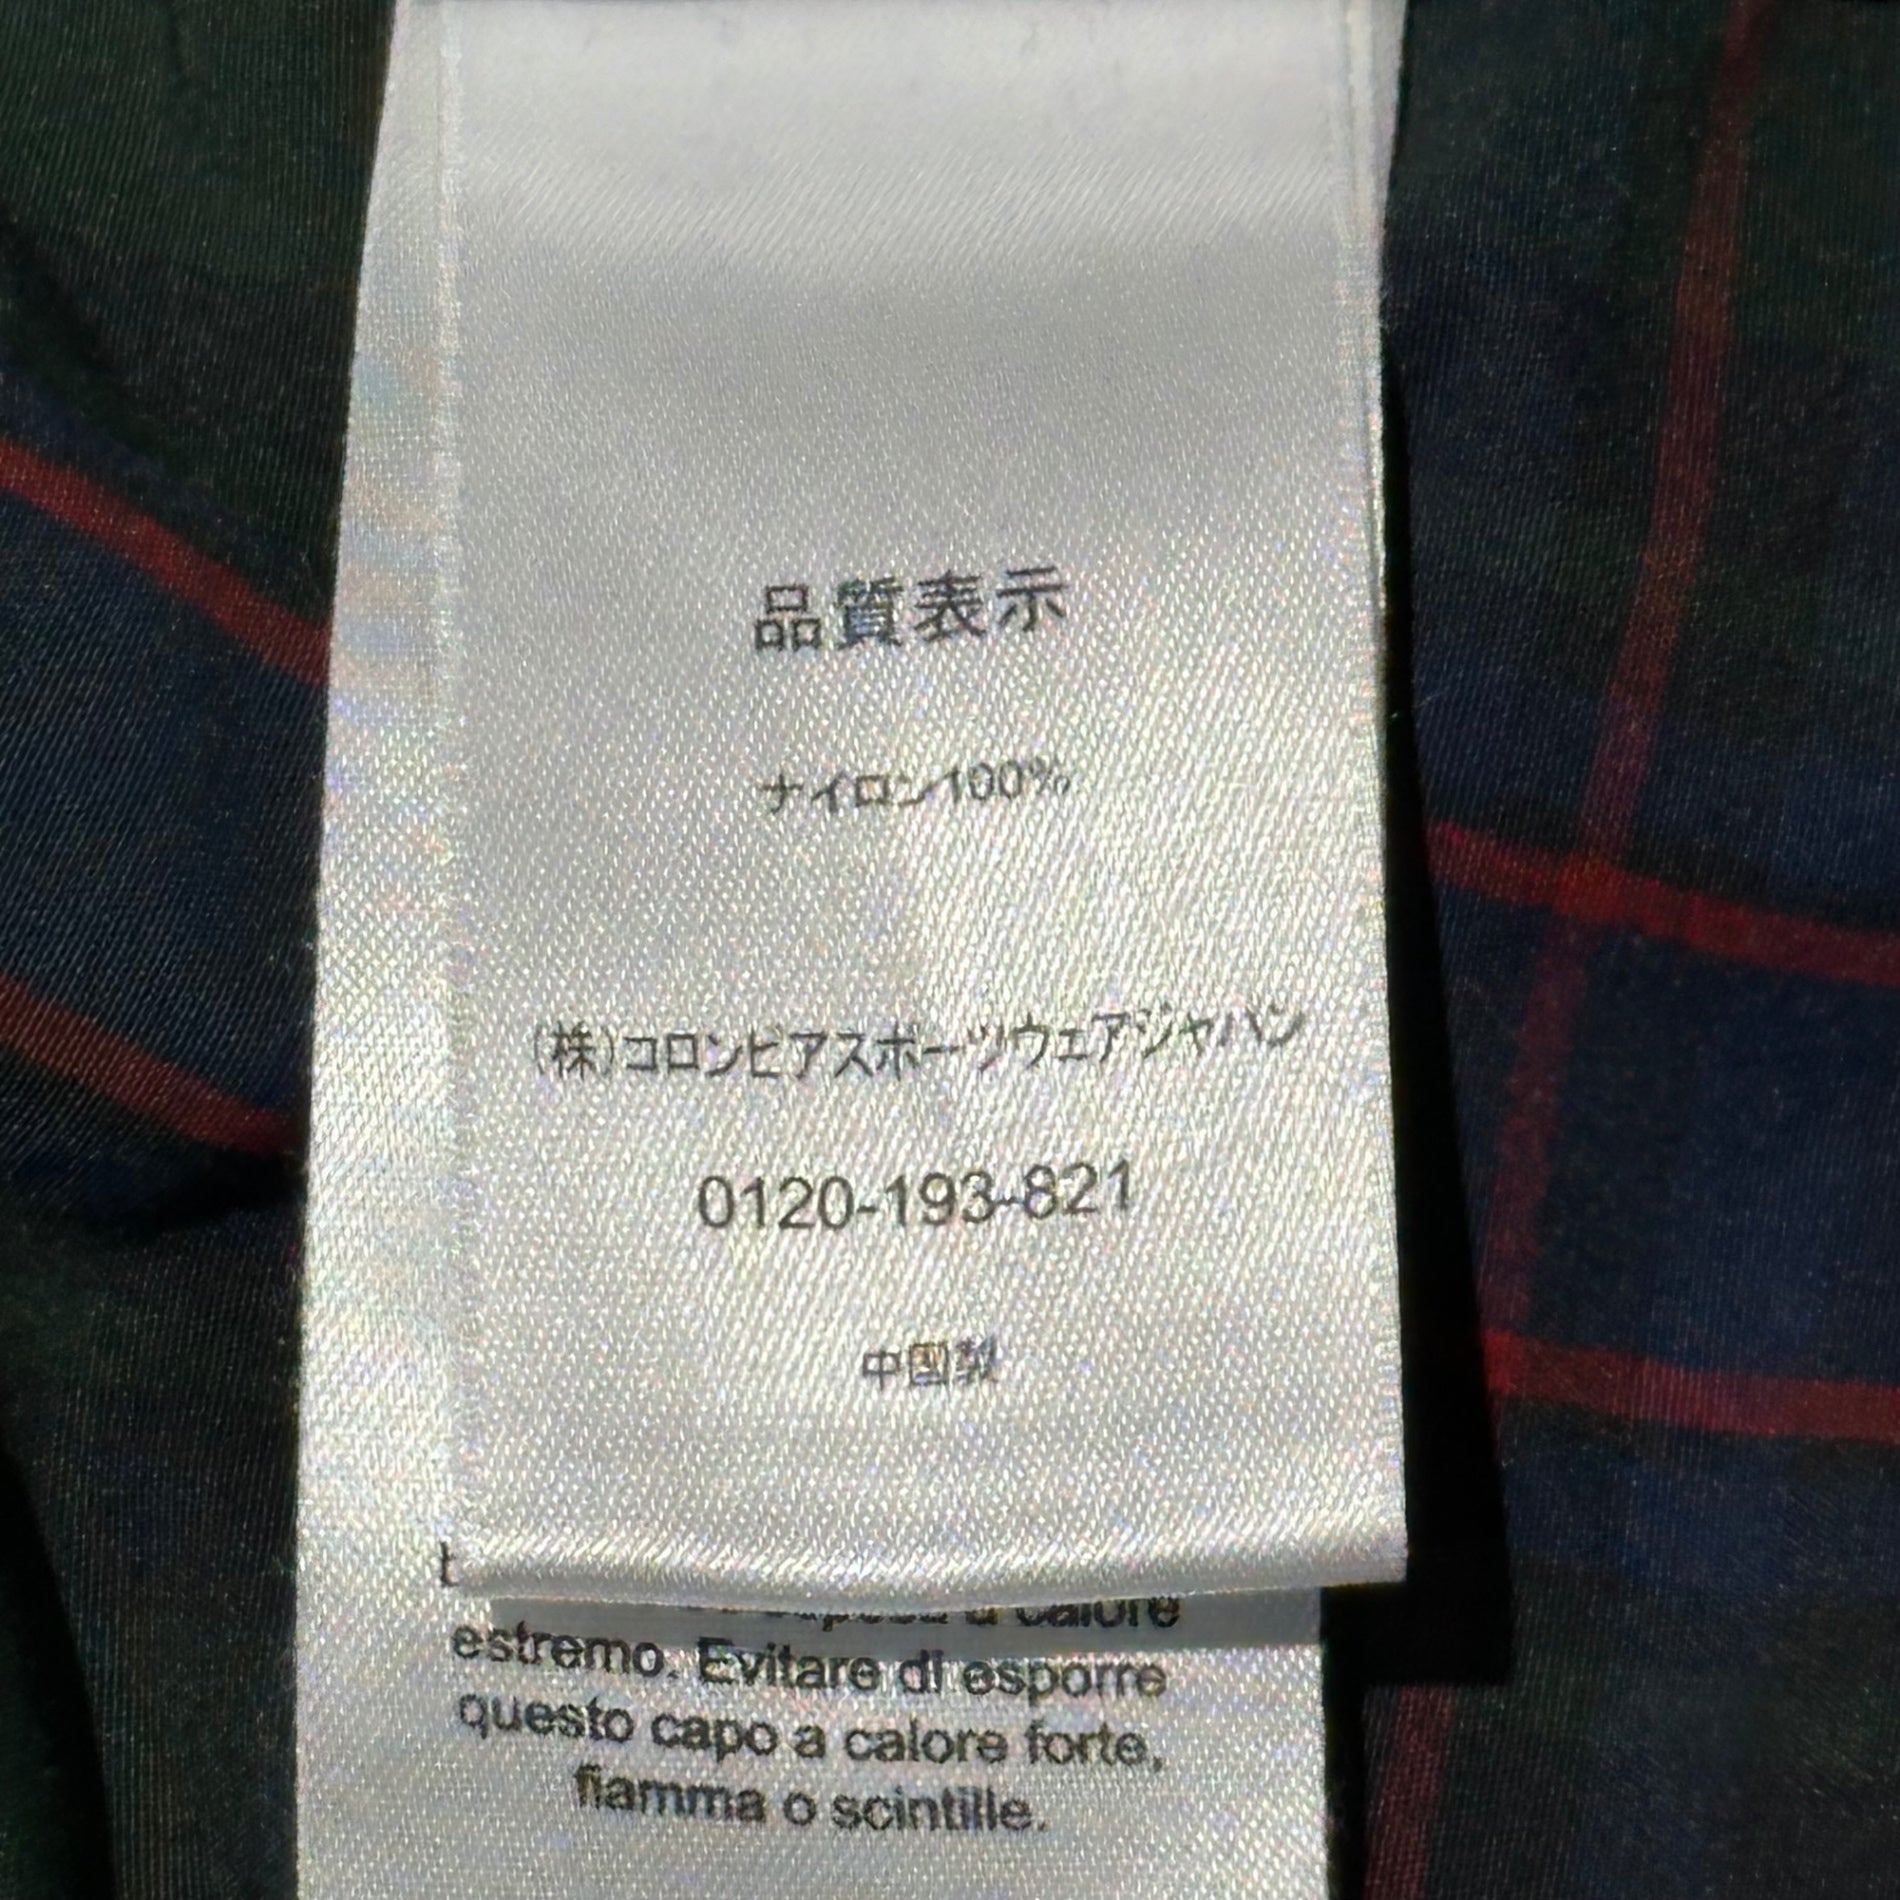 品質表示
ナイロン100%
(株)コロンビアスポーツウェアジャパン
0120-193-821
中国製
a calore
estremo. Evitare di esporre
questo capo a calore forte,
fiamma o scintille.